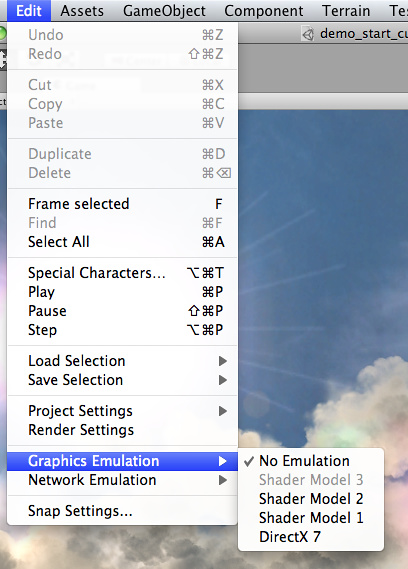 Edit Assets GameObject Component Terrain
demo_start_cu
Undo ⌘Z
Redo ⇧⌘Z
Cut ⌘X
Copy ⌘C
Paste ⌘V
Duplicate ⌘D
Delete ⌘⌫
Frame selected F
Find ⌘F
Select All ⌘A
Special Characters... ⌥⌘T
Play ⌘P
Pause ⇧⌘P
Step ⌥⌘P
Load Selection
Save Selection
Project Settings
Render Settings
Graphics Emulation
✓ No Emulation
Shader Model 3
Network Emulation
Shader Model 2
Shader Model 1
DirectX 7
Snap Settings...